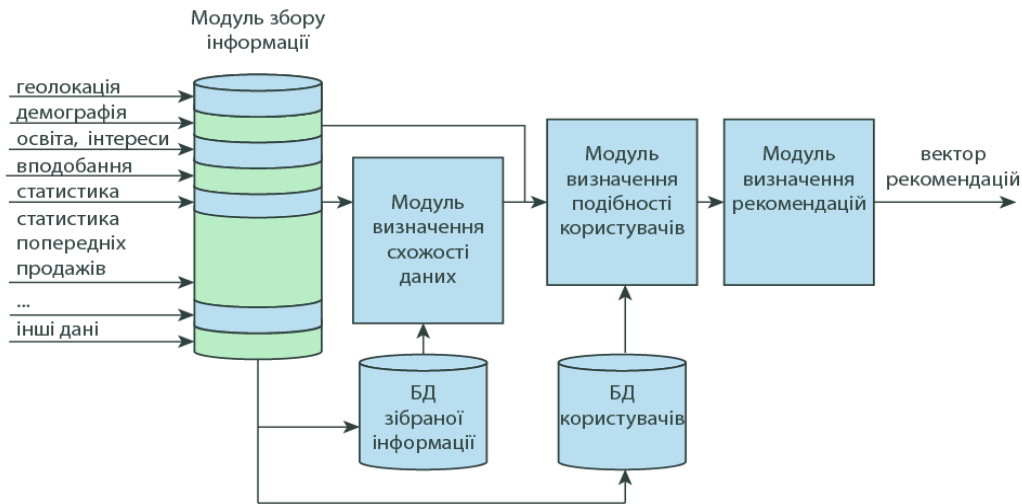 Модуль збору
інформації
геолокація
демографія
освіта, інтереси
вподобання
статистика
статистика
попередніх
продажів
...
інші дані
Модуль
визначення
схожості
даних
Модуль
визначення
подібності
користувачів
Модуль
визначення
рекомендацій
вектор
рекомендацій
БД
зібраної
інформації
БД
користувачів